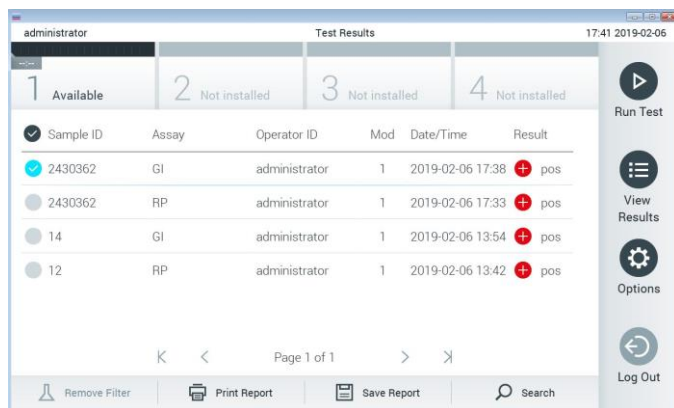 administrator Test Results 17:41 2019-02-06
1 Available 2 Not installed 3 Not installed 4 Not installed
Run Test
Sample ID Assay Operator ID Mod Date/Time Result
2430362 GI administrator 1 2019-02-06 17:38 pos
2430362 RP administrator 1 2019-02-06 17:33 pos
View
Results
14 GI administrator 1 2019-02-06 13:54 pos
12 RP administrator 1 2019-02-06 13:42 pos
Options
Page 1 of 1
Log Out
Remove Filter Print Report Save Report Search